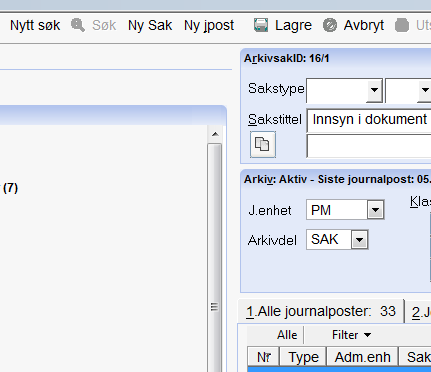 Nytt søk Søk Ny Sak Ny jpost Lagre Avbryt Uts
ArkivsakID: 16/1
Sakstype
Sakstittel Innsyn i dokument
(7)
Arkiv: Aktiv - Siste journalpost: 05.
J.enhet PM Kla
Arkivdel SAK
1.Alle journalposter: 33 2.J
Alle Filter
Nr Type Adm.enh Sak